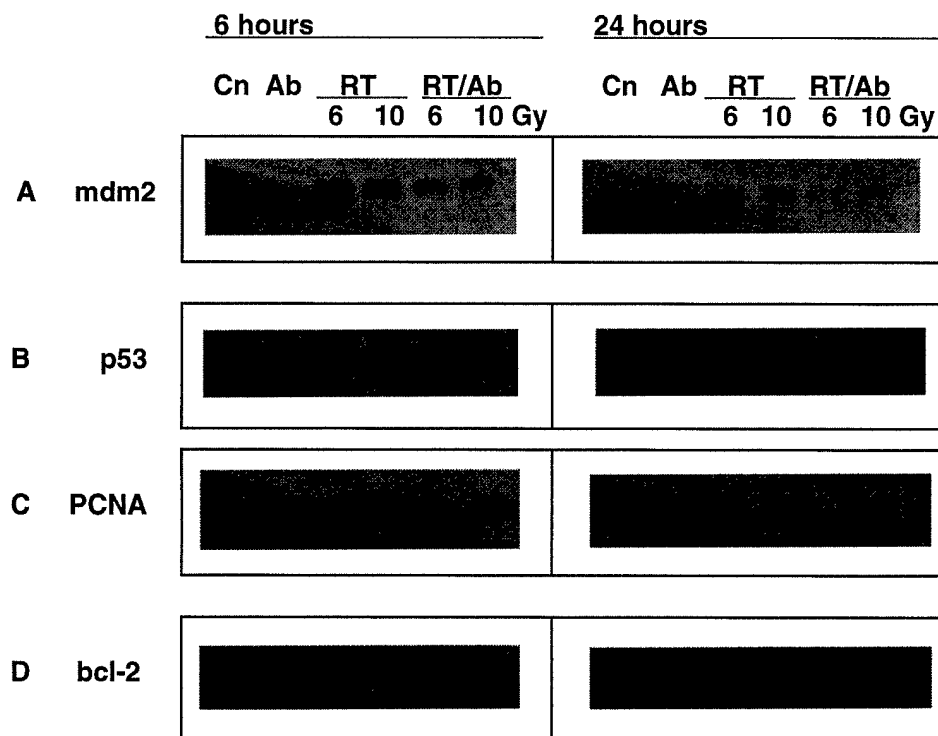 6 hours 24 hours
Cn Ab RT RT/Ab Cn Ab RT RT/Ab
6 10 6 10 Gy 6 10 6 10 Gy
A mdm2
B p53
C PCNA
D bcl-2